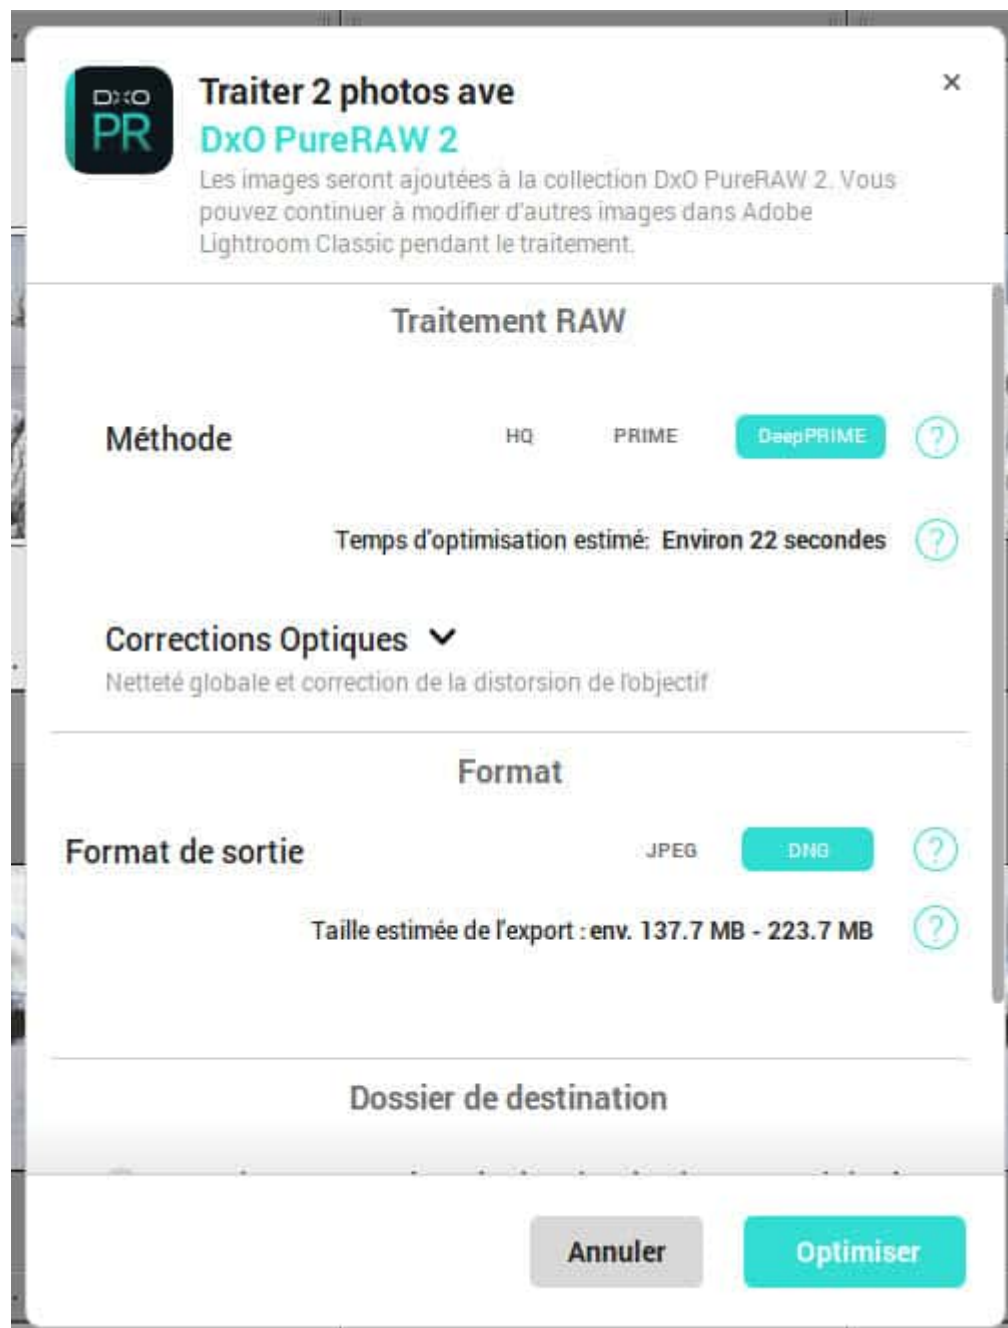 DXO
PR
Traiter 2 photos ave
DxO PureRAW 2
Les images seront ajoutées à la collection DxO PureRAW 2. Vous
pouvez continuer à modifier d'autres images dans Adobe
Lightroom Classic pendant le traitement.
Traitement RAW
Méthode HQ PRIME DeepPRIME ?
Temps d'optimisation estimé: Environ 22 secondes ?
Corrections Optiques
Netteté globale et correction de la distorsion de l'objectif
Format
Format de sortie JPEG DNG ?
Taille estimée de l'export : env. 137.7 MB - 223.7 MB ?
Dossier de destination
Annuler Optimiser